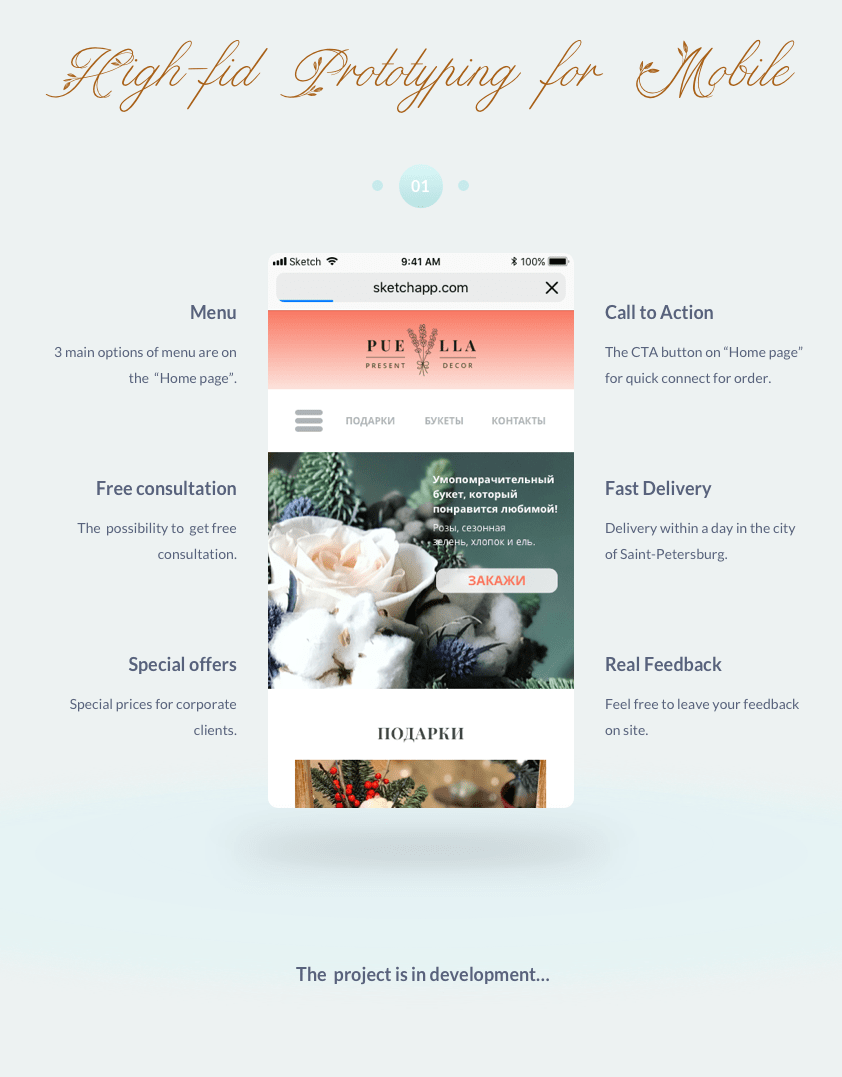 High-fid Prototyping for Mobile
01
Menu
3 main options of menu are on
the “Home page”.
Free consultation
The possibility to get free
consultation.
Special offers
Special prices for corporate
clients.
Sketch 9:41 AM 100%
sketchapp.com
PUE LLA
PRESENT DECOR
ПОДАРКИ БУКЕТЫ КОНТАКТЫ
Умопомрачительный
букет, который
понравится любимой!
Розы, сезонная
зелень, хлопок и ель.
ЗАКАЖИ
ПОДАРКИ
Call to Action
The CTA button on “Home page”
for quick connect for order.
Fast Delivery
Delivery within a day in the city
of Saint-Petersburg.
Real Feedback
Feel free to leave your feedback
on site.
The project is in development...